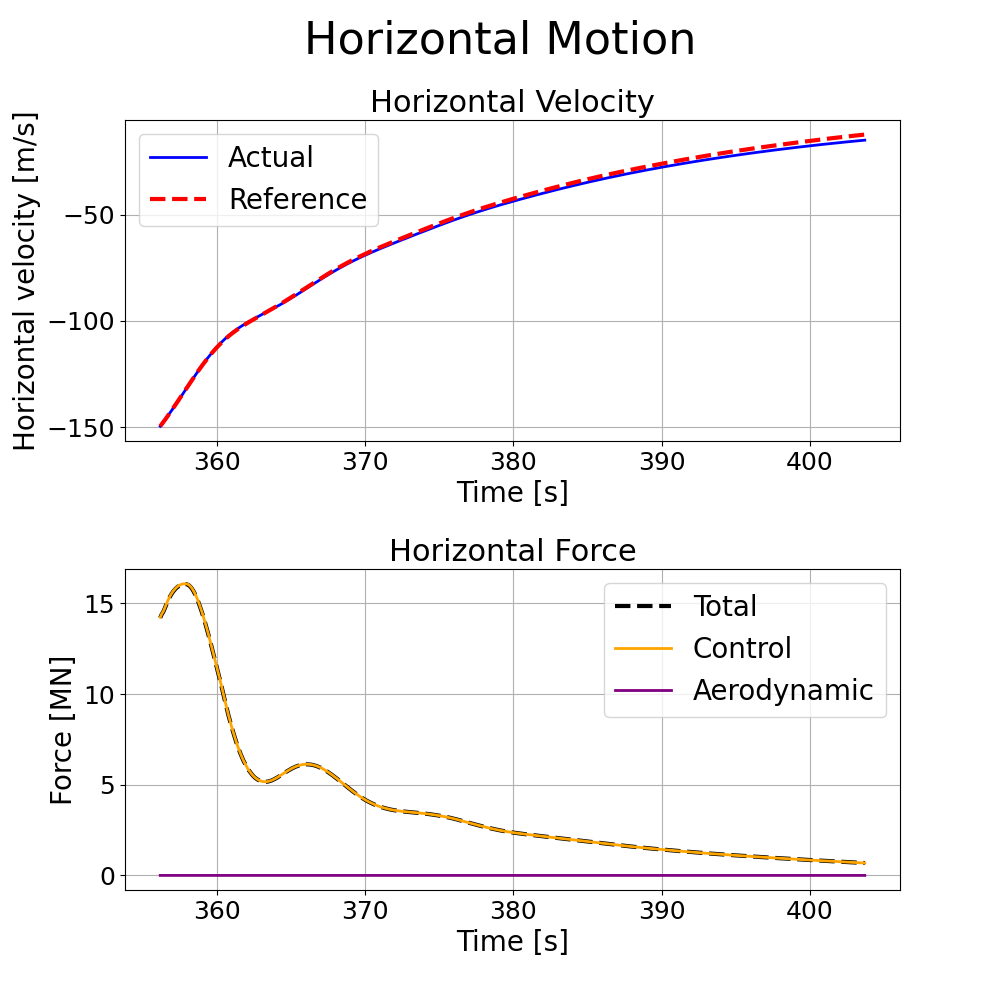 Horizontal Motion
Horizontal Velocity
Horizontal velocity [m/s]
Actual
Reference
−50
−100
−150
360 370 380 390 400
Time [s]
Horizontal Force
Force [MN]
Total
Control
Aerodynamic
15
10
5
0
360 370 380 390 400
Time [s]